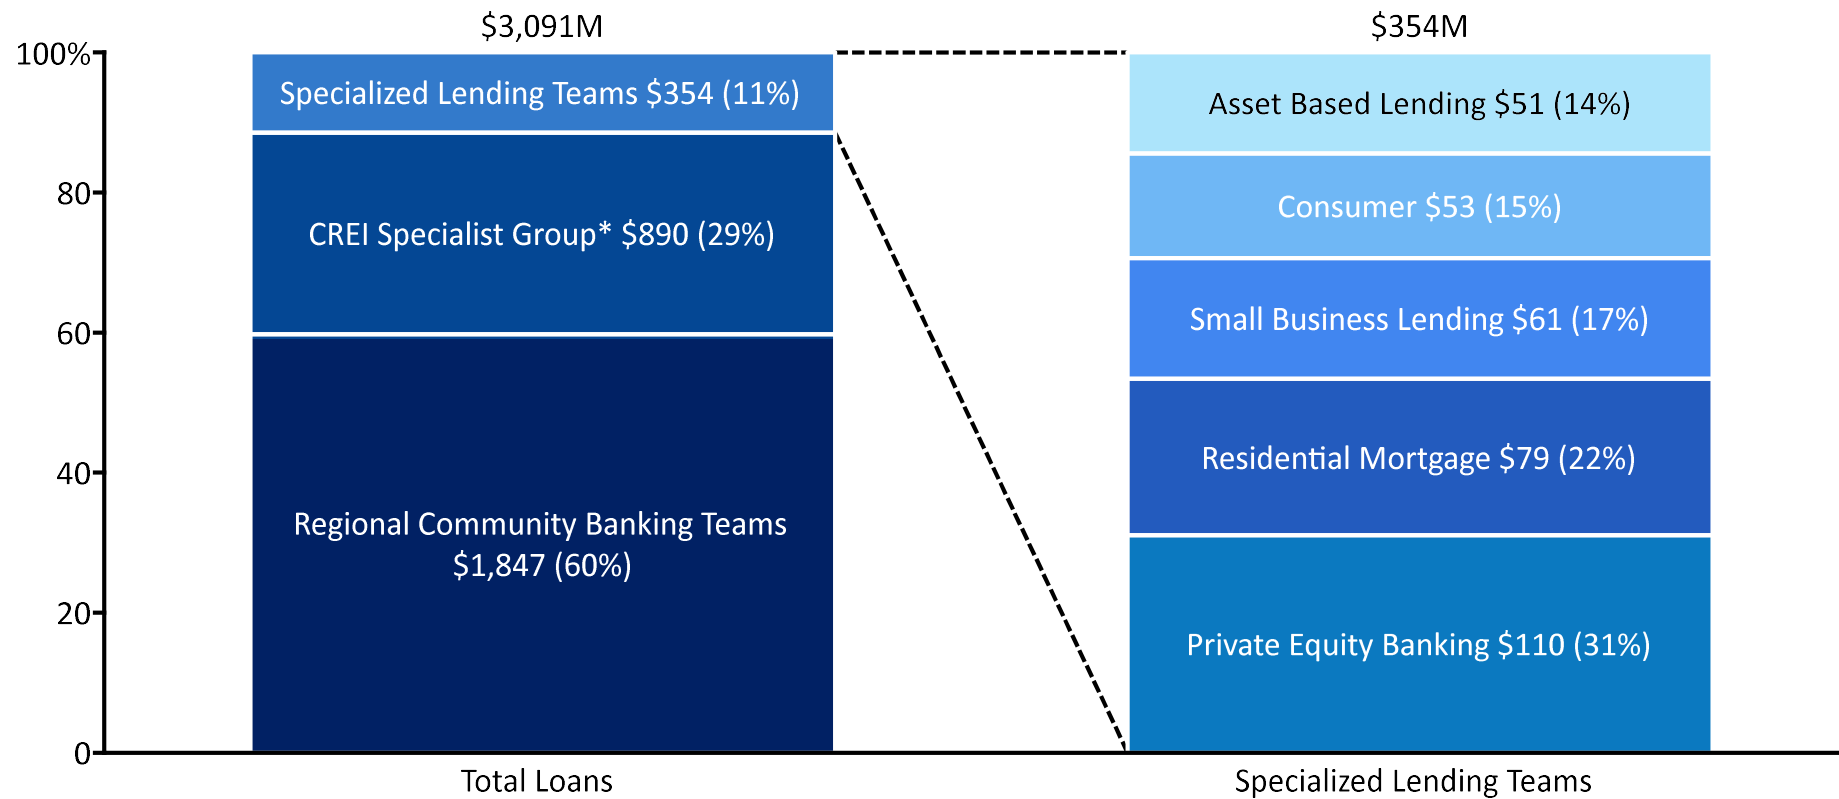 $3,091M
$354M
100%
80
60
40
20
0
Specialized Lending Teams $354 (11%)
CREI Specialist Group* $890 (29%)
Regional Community Banking Teams
$1,847 (60%)
Asset Based Lending $51 (14%)
Consumer $53 (15%)
Small Business Lending $61 (17%)
Residential Mortgage $79 (22%)
Private Equity Banking $110 (31%)
Total Loans
Specialized Lending Teams